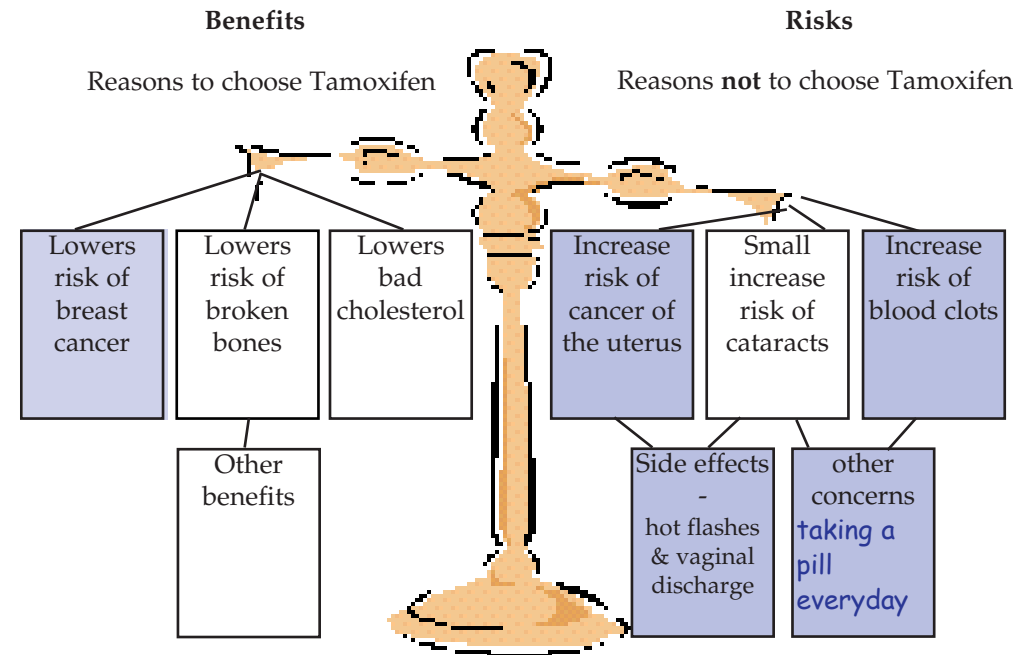 Benefits
Reasons to choose Tamoxifen
Risks
Reasons not to choose Tamoxifen
Lowers
risk of
breast
cancer
Lowers
risk of
broken
bones
Lowers
bad
cholesterol
Increase
risk of
cancer of
the uterus
Small
increase
risk of
cataracts
Increase
risk of
blood clots
Other
benefits
Side effects
-
hot flashes
& vaginal
discharge
other
concerns
taking a
pill
everyday